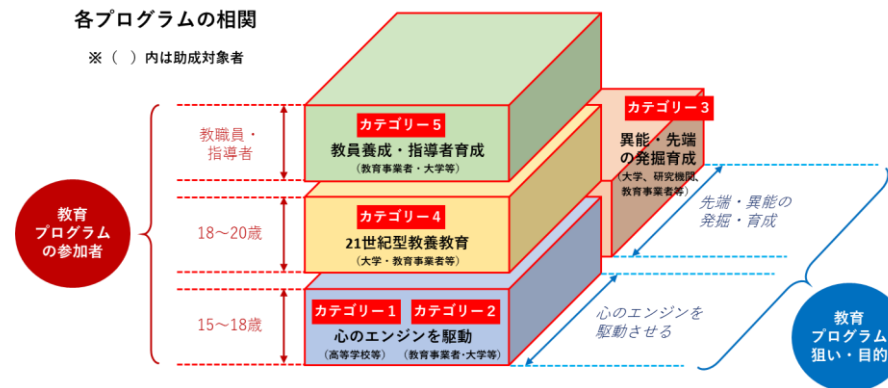 各プログラムの相関
※（　）内は助成対象者
教職員・
指導者
18～20歳
15～18歳
教育
プログラム
の参加者
カテゴリー５
教員養成・指導者育成
（教育事業者・大学等）
カテゴリー４
21世紀型教養教育
（大学・教育事業者等）
カテゴリー１
カテゴリー２
心のエンジンを駆動
（高等学校等）
（教育事業者・大学等）
カテゴリー３
異能・先端
の発掘育成
（大学、研究機関、
教育事業者等）
先端・異能の
発掘・育成
心のエンジンを
駆動させる
教育
プログラム
狙い・目的